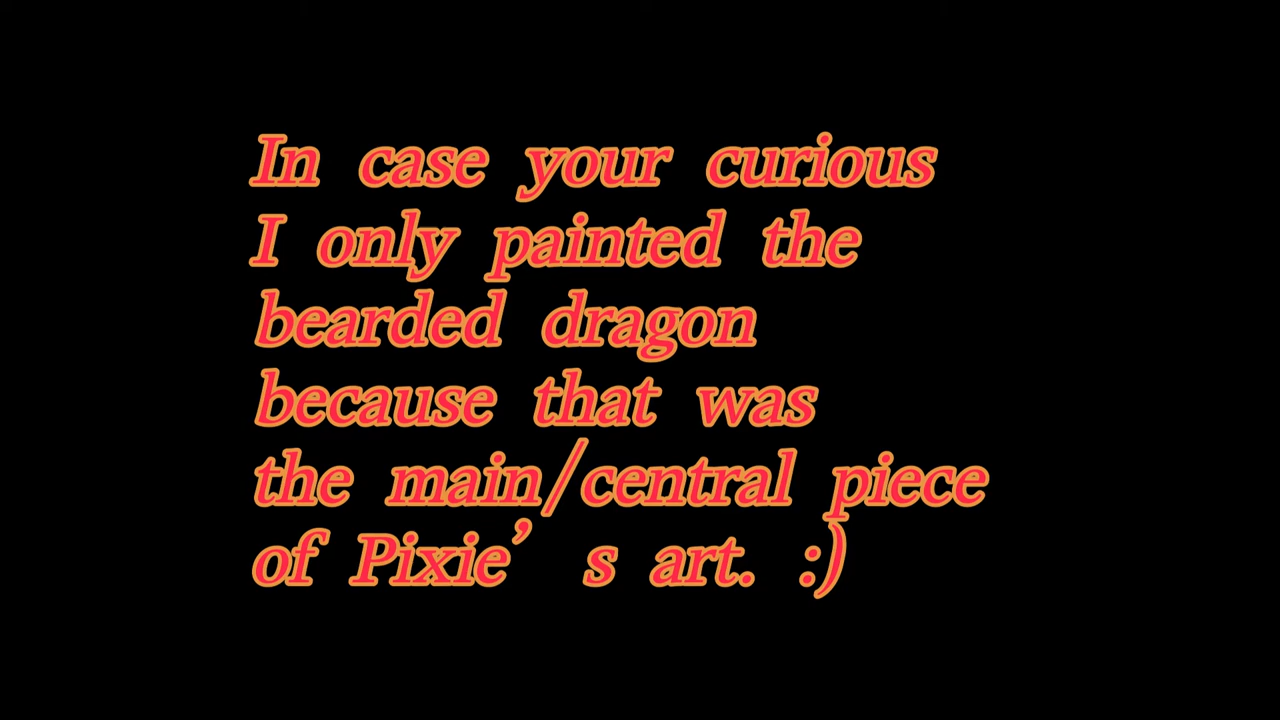 In case your curious
I only painted the
bearded dragon
because that was
the main/central piece
of Pixie’s art. :)